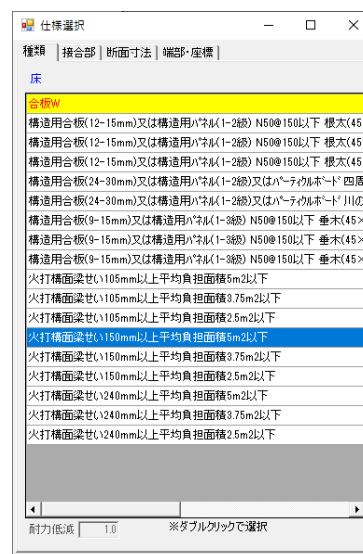 仕様選択
種類 接合部 断面寸法 端部・座標
床
合板W
構造用合板(12-15mm)又は構造用パネル(1-2級) N50@150以下 根太(45
構造用合板(12-15mm)又は構造用パネル(1-2級) N50@150以下 根太(45
構造用合板(12-15mm)又は構造用パネル(1-2級) N50@150以下 根太(45
構造用合板(24-30mm)又は構造用パネル(1-2級)又はパーティクルボード 四周
構造用合板(24-30mm)又は構造用パネル(1-2級)又はパーティクルボード 川の
構造用合板(9-15mm)又は構造用パネル(1-3級) N50@150以下 垂木(45×
構造用合板(9-15mm)又は構造用パネル(1-3級) N50@150以下 垂木(45×
構造用合板(9-15mm)又は構造用パネル(1-3級) N50@150以下 垂木(45×
火打構面梁せい105mm以上平均負担面積5m2以下
火打構面梁せい105mm以上平均負担面積3.75m2以下
火打構面梁せい105mm以上平均負担面積2.5m2以下
火打構面梁せい150mm以上平均負担面積5m2以下
火打構面梁せい150mm以上平均負担面積3.75m2以下
火打構面梁せい150mm以上平均負担面積2.5m2以下
火打構面梁せい240mm以上平均負担面積5m2以下
火打構面梁せい240mm以上平均負担面積3.75m2以下
火打構面梁せい240mm以上平均負担面積2.5m2以下
耐力低減 1.0 ※ダブルクリックで選択